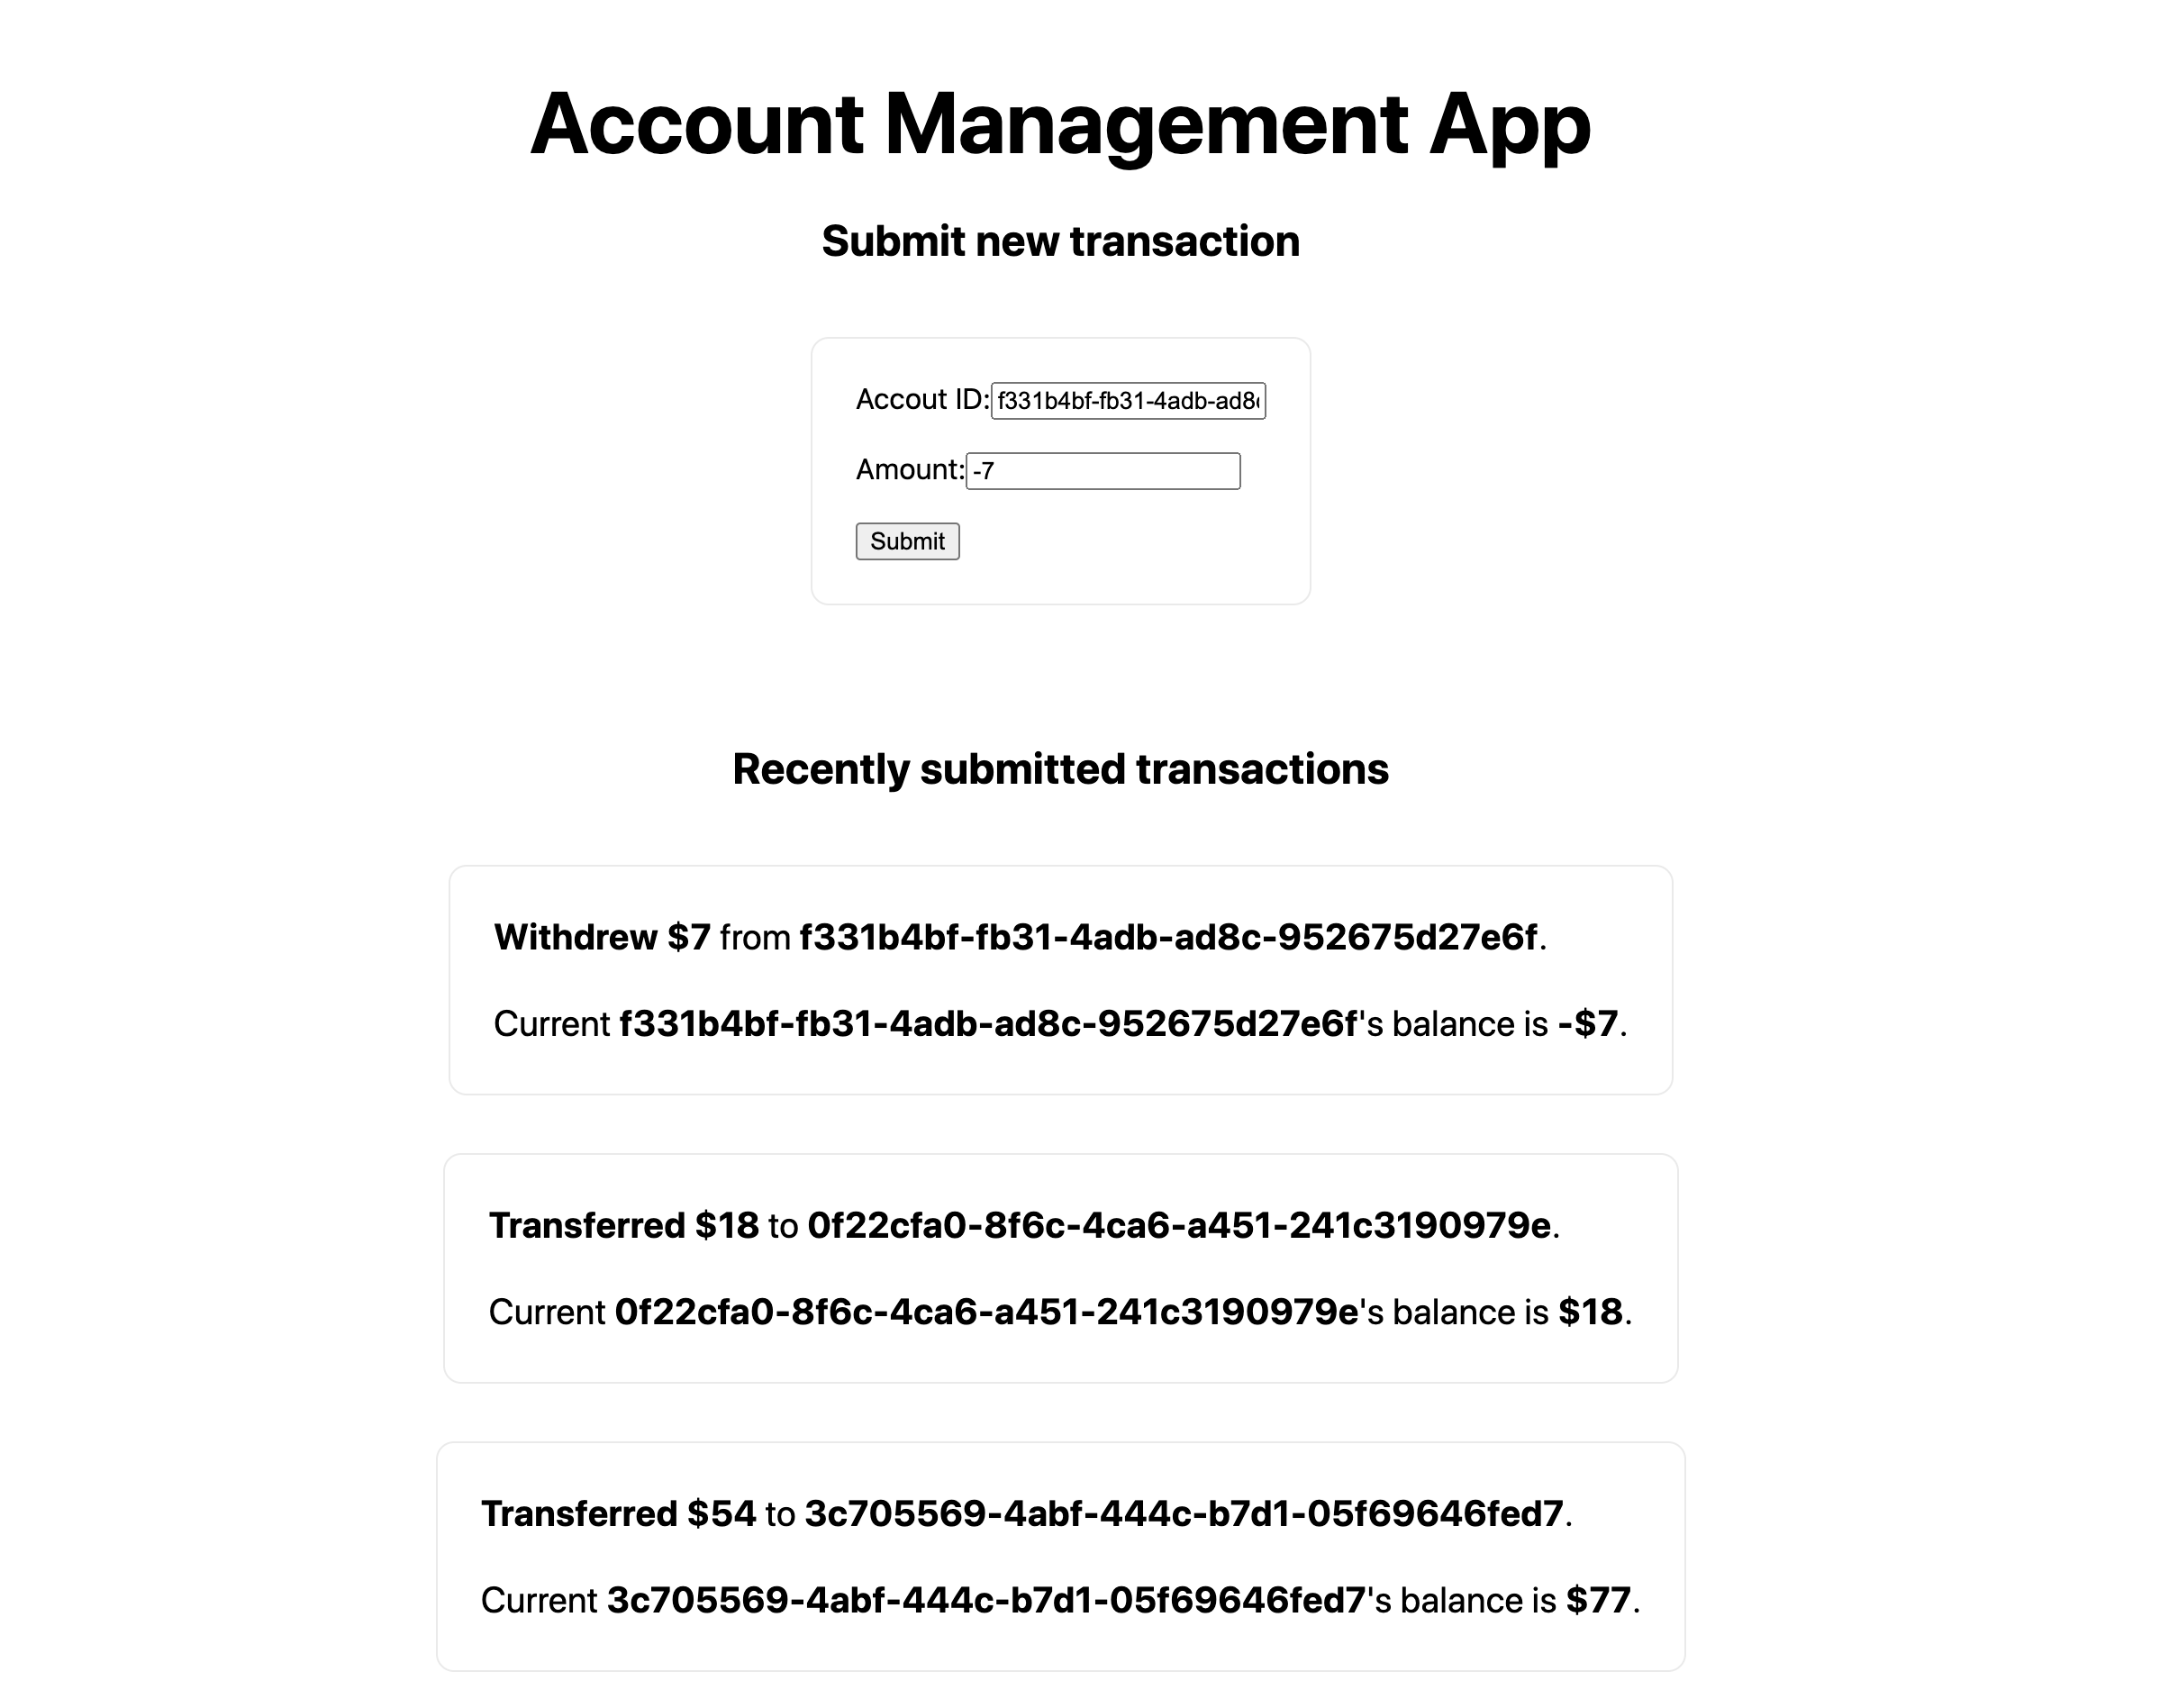 Account Management App
Submit new transaction
Accout ID: f331b4bf-fb31-4adb-ad8
Amount: -7
Submit
Recently submitted transactions
Withdrew $7 from f331b4bf-fb31-4adb-ad8c-952675d27e6f.
Current f331b4bf-fb31-4adb-ad8c-952675d27e6f's balance is -$7.
Transferred $18 to 0f22cfa0-8f6c-4ca6-a451-241c3190979e.
Current 0f22cfa0-8f6c-4ca6-a451-241c3190979e's balance is $18.
Transferred $54 to 3c705569-4abf-444c-b7d1-05f69646fed7.
Current 3c705569-4abf-444c-b7d1-05f69646fed7's balance is $77.